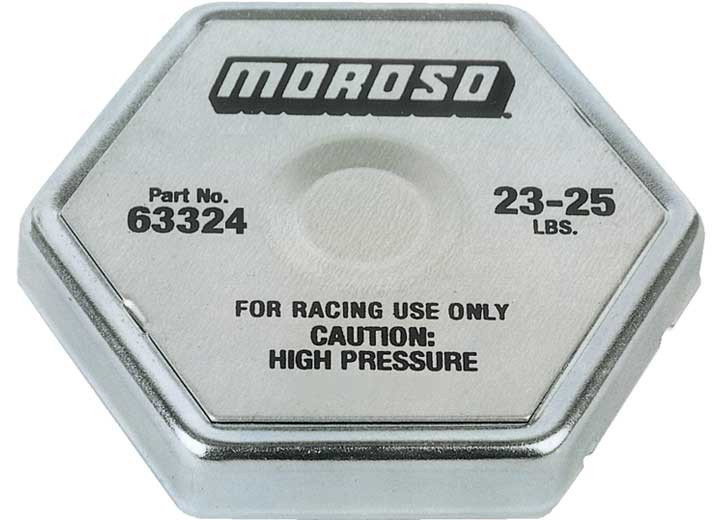 MOROSO
Part No.
63324
23-25
LBS.
FOR RACING USE ONLY
CAUTION:
HIGH PRESSURE